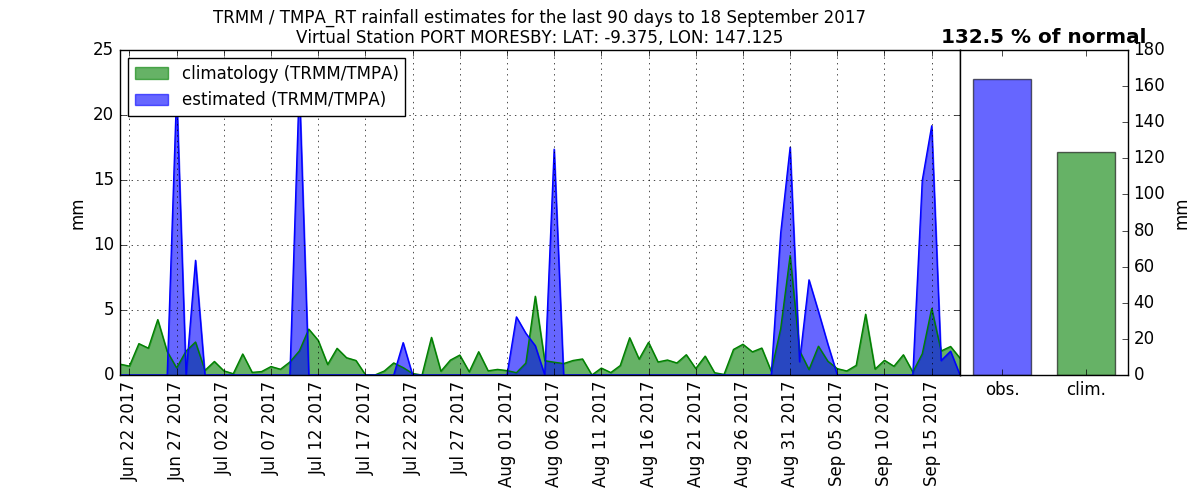 TRMM / TMPA_RT rainfall estimates for the last 90 days to 18 September 2017
Virtual Station PORT MORESBY: LAT: -9.375, LON: 147.125
132.5 % of normal
climatology (TRMM/TMPA)
estimated (TRMM/TMPA)
mm
25
20
15
10
5
0
Jun 22 2017
Jun 27 2017
Jul 02 2017
Jul 07 2017
Jul 12 2017
Jul 17 2017
Jul 22 2017
Jul 27 2017
Aug 01 2017
Aug 06 2017
Aug 11 2017
Aug 16 2017
Aug 21 2017
Aug 26 2017
Aug 31 2017
Sep 05 2017
Sep 10 2017
Sep 15 2017
obs.
clim.
180
160
140
120
100
80
60
40
20
0
mm